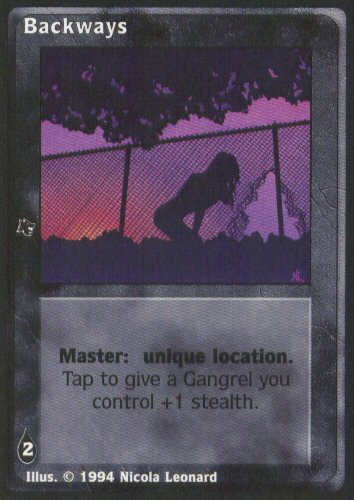 Backways
Master: unique location.
Tap to give a Gangrel you
control +1 stealth.
2
Illus. © 1994 Nicola Leonard